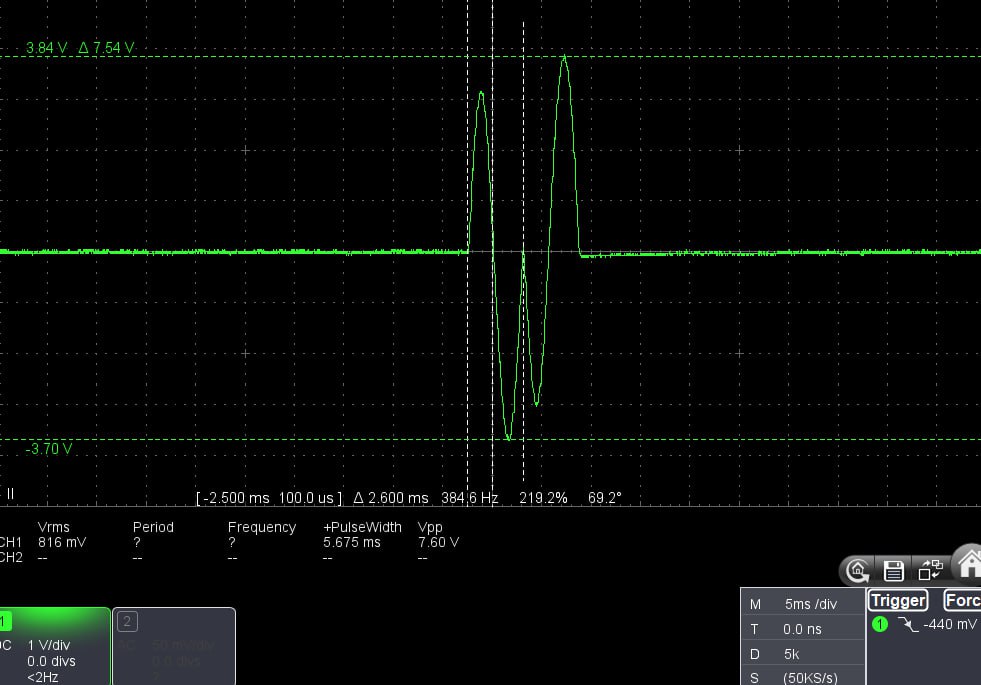 3.84 V Δ 7.54 V
-3.70 V
II
[ -2.500 ms 100.0 us ] Δ 2.600 ms 384.6 Hz 219.2% 69.2°
Vrms Period Frequency +PulseWidth Vpp
CH1 816 mV ? ? 5.675 ms 7.60 V
CH2 -- -- -- -- --
1
DC 1 V/div
0.0 divs
<2Hz
2
AC 50 mV/div
0.0 divs
?
M 5ms /div
T 0.0 ns
D 5k
S (50KS/s)
Trigger Forc
1 -440 mV